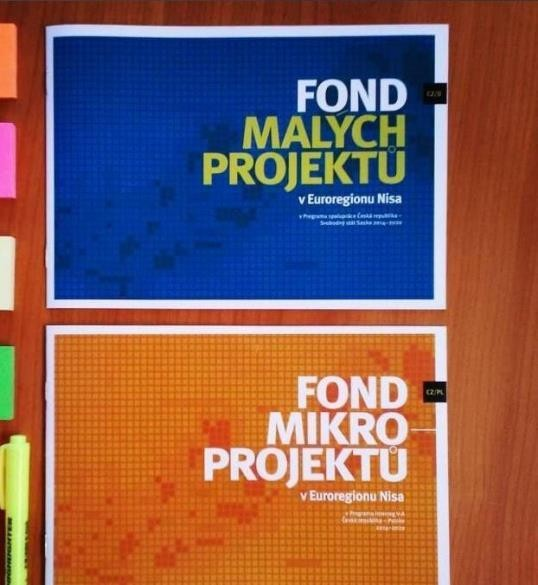 FOND
MALÝCH
PROJEKTŮ
CZ/D
v Euroregionu Nisa
v Programu spolupráce Česká republika –
Svobodný stát Sasko 2014–2020
FOND
MIKRO
PROJEKTŮ
CZ/PL
v Euroregionu Nisa
v Programu Interreg V-A
Česká republika – Polsko
2014–2020
HIGHLIGHTER